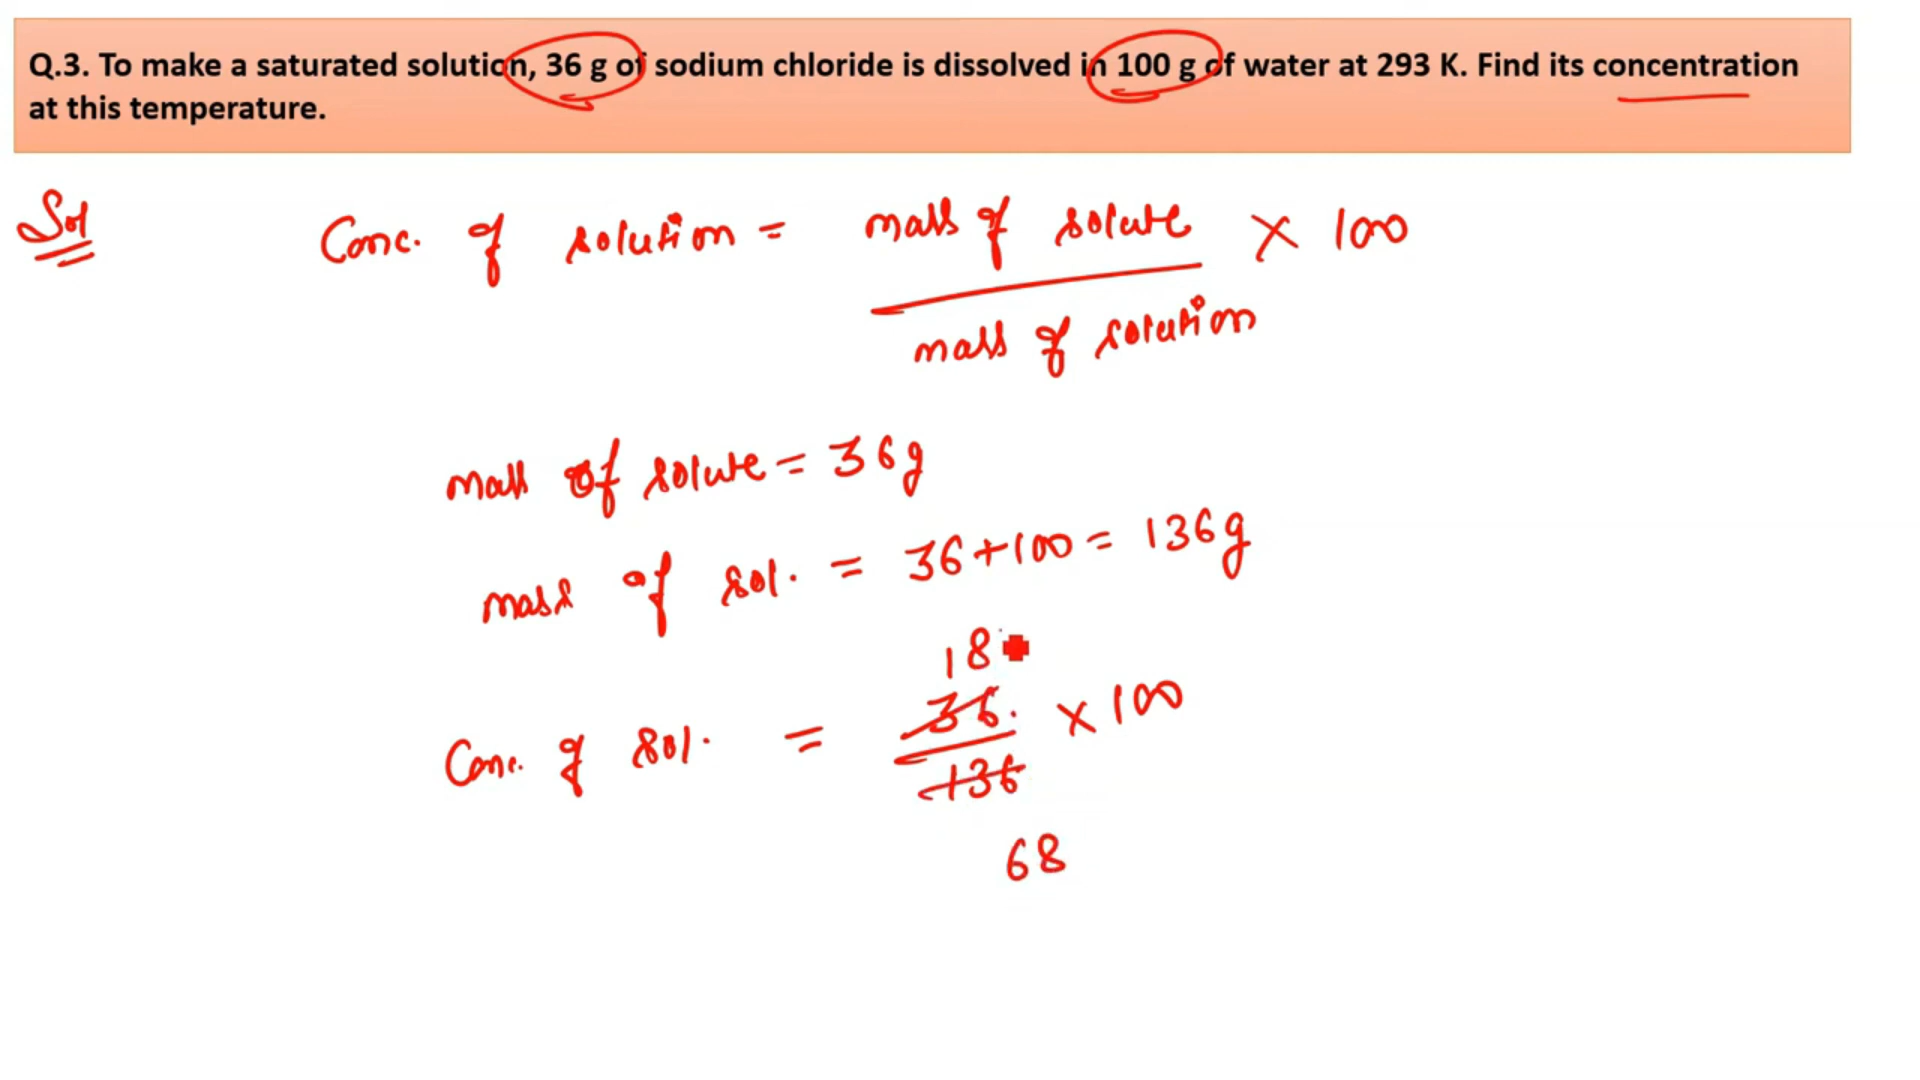 Q.3. To make a saturated solution, 36 g of sodium chloride is dissolved in 100 g of water at 293 K. Find its concentration
at this temperature.
Sol
Conc. of solution = mass of solute × 100
mass of solution
mass of solute = 36g
mass of sol. = 36+100 = 136g
18
Conc. of sol. = 36. × 100
136
68